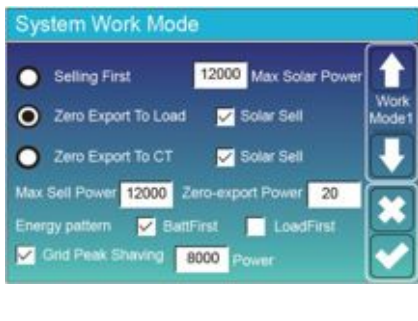 System Work Mode
Selling First 12000 Max Solar Power
Work Mode1
Zero Export To Load Solar Sell
Zero Export To CT Solar Sell
Max Sell Power 12000 Zero-export Power 20
Energy pattern BattFirst LoadFirst
Grid Peak Shaving 8000 Power